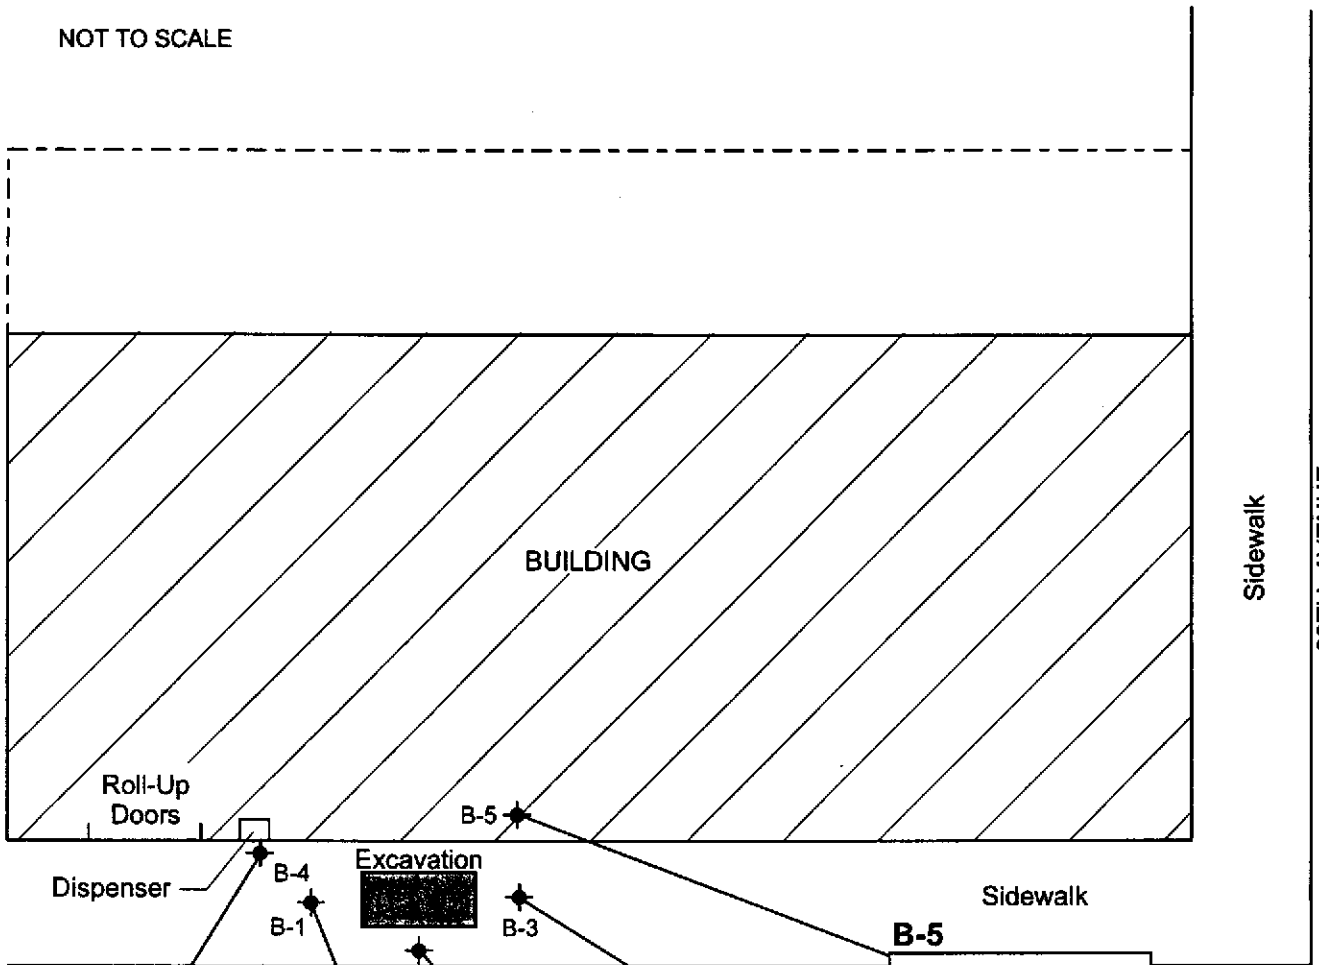 NOT TO SCALE
BUILDING
Sidewalk
Roll-Up
Doors
B-5
Dispenser
B-4
Excavation
B-1
B-3
Sidewalk
B-5